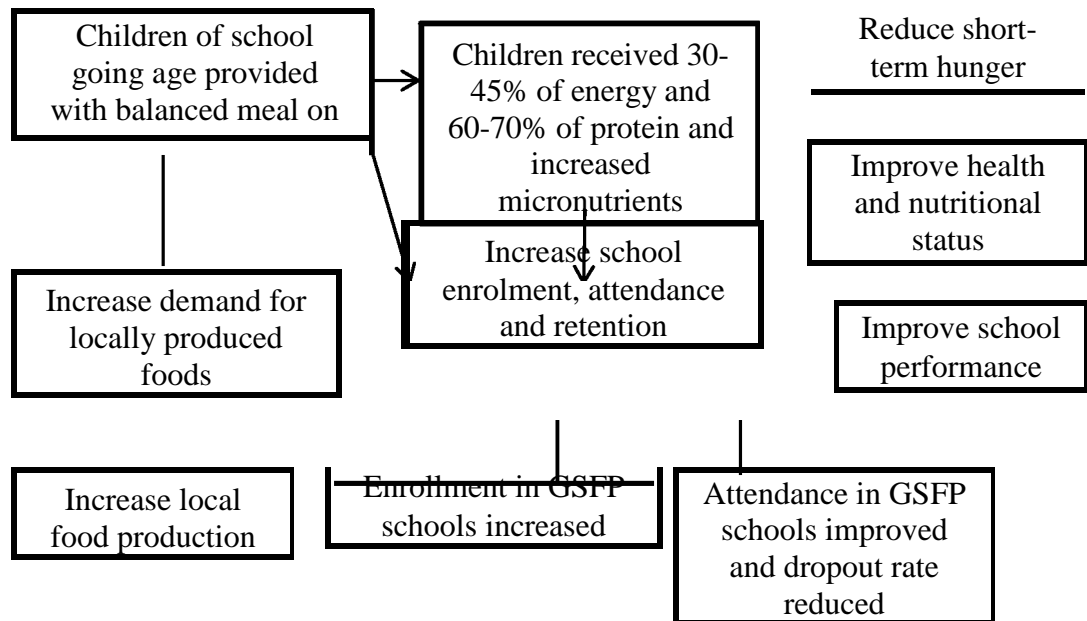 Children of school
going age provided
with balanced meal on
Children received 30-
45% of energy and
60-70% of protein and
increased
micronutrients
Reduce short-
term hunger
Improve health
and nutritional
status
Increase school
enrolment, attendance
and retention
Increase demand for
locally produced
foods
Improve school
performance
Increase local
food production
Enrollment in GSFP
schools increased
Attendance in GSFP
schools improved
and dropout rate
reduced